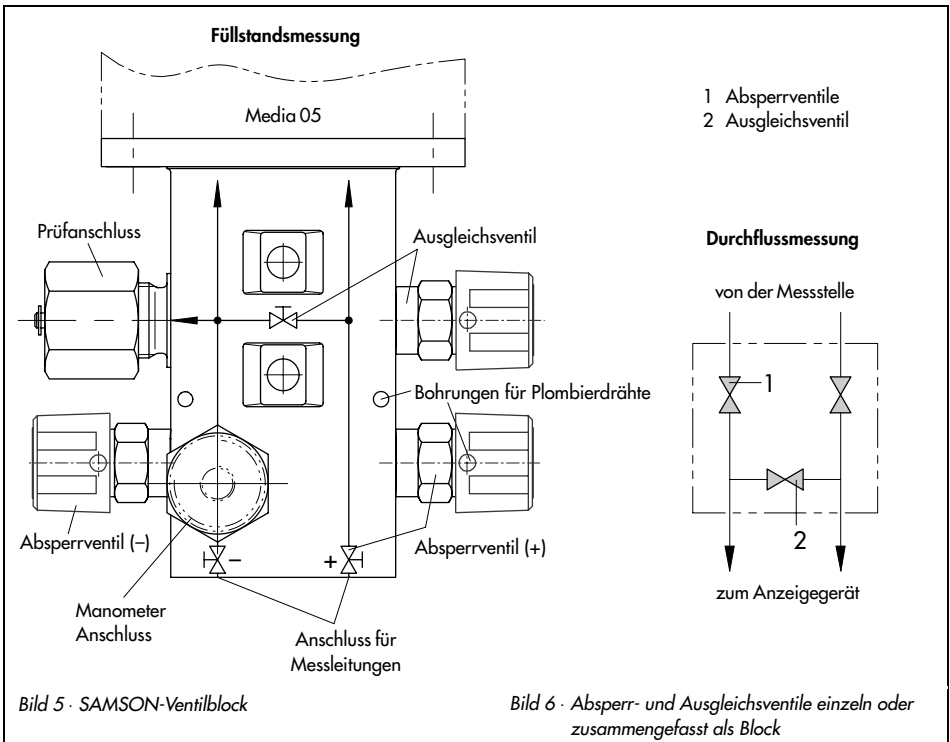 Füllstandsmessung
Media 05
1 Absperrventile
2 Ausgleichsventil
Prüfanschluss
Ausgleichsventil
Durchflussmessung
von der Messstelle
1
Bohrungen für Plombierdrähte
2
Absperrventil (–)
–
+
Absperrventil (+)
zum Anzeigegerät
Manometer
Anschluss
Anschluss für
Messleitungen
Bild 5 · SAMSON-Ventilblock
Bild 6 · Absperr- und Ausgleichsventile einzeln oder
zusammengefasst als Block